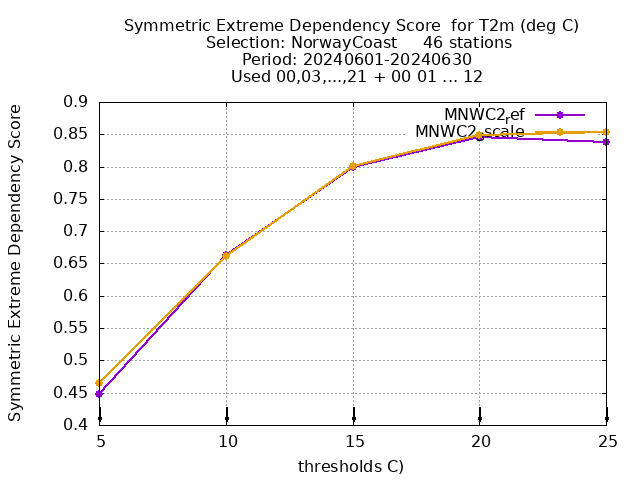 Symmetric Extreme Dependency Score for T2m (deg C)
Selection: NorwayCoast 46 stations
Period: 20240601-20240630
Used 00,03,...,21 + 00 01 ... 12
Symmetric Extreme Dependency Score
0.9
0.85
0.8
0.75
0.7
0.65
0.6
0.55
0.5
0.45
0.4
MNWC2ref
MNWC2_scale
5
10
15
20
25
thresholds C)